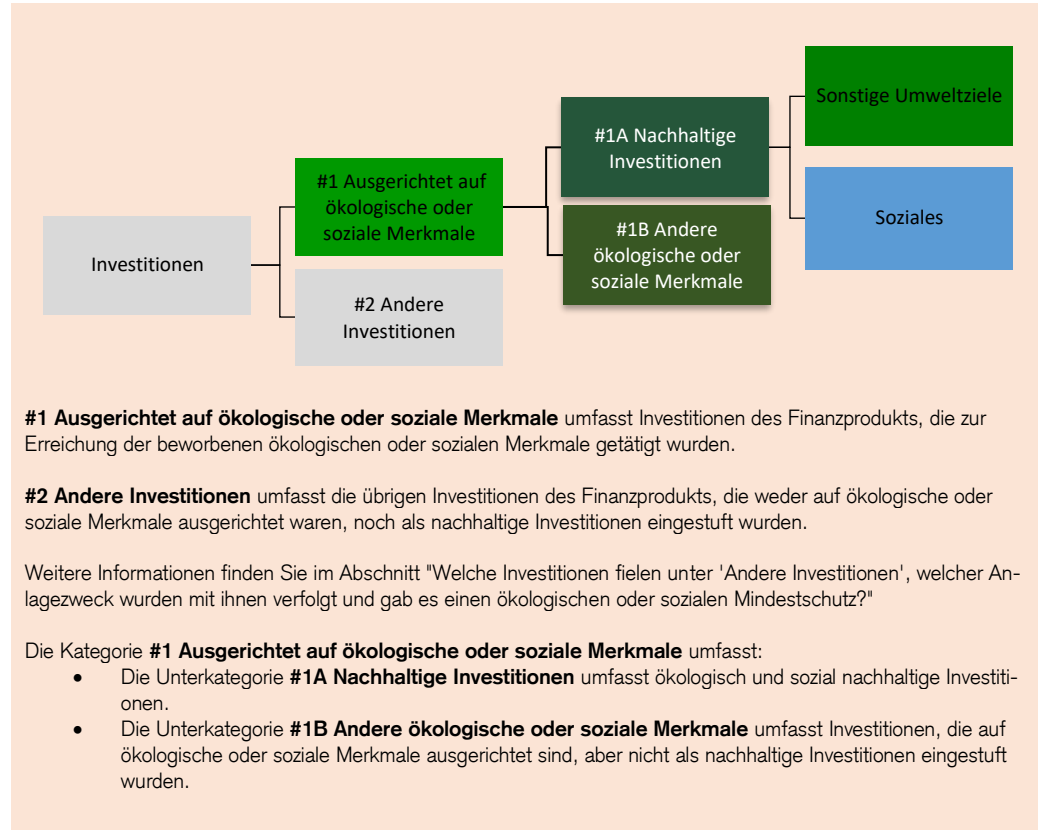 Sonstige Umweltziele
#1A Nachhaltige
Investitionen
#1 Ausgerichtet auf
ökologische oder
soziale Merkmale
Soziales
#1B Andere
ökologische oder
soziale Merkmale
Investitionen
#2 Andere
Investitionen
#1 Ausgerichtet auf ökologische oder soziale Merkmale umfasst Investitionen des Finanzprodukts, die zur
Erreichung der beworbenen ökologischen oder sozialen Merkmale getätigt wurden.
#2 Andere Investitionen umfasst die übrigen Investitionen des Finanzprodukts, die weder auf ökologische oder
soziale Merkmale ausgerichtet waren, noch als nachhaltige Investitionen eingestuft wurden.
Weitere Informationen finden Sie im Abschnitt "Welche Investitionen fielen unter 'Andere Investitionen', welcher An-
lagezweck wurden mit ihnen verfolgt und gab es einen ökologischen oder sozialen Mindestschutz?"
Die Kategorie #1 Ausgerichtet auf ökologische oder soziale Merkmale umfasst:
• Die Unterkategorie #1A Nachhaltige Investitionen umfasst ökologisch und sozial nachhaltige Investiti-
onen.
• Die Unterkategorie #1B Andere ökologische oder soziale Merkmale umfasst Investitionen, die auf
ökologische oder soziale Merkmale ausgerichtet sind, aber nicht als nachhaltige Investitionen eingestuft
wurden.